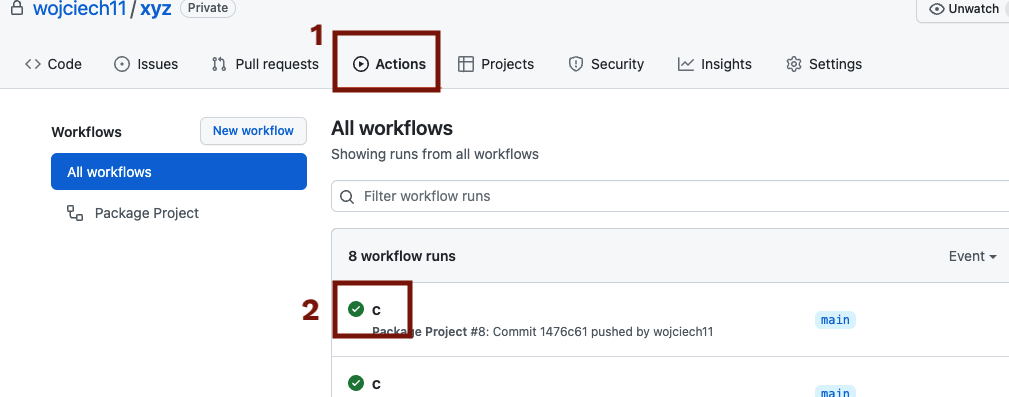 wojciech11 / xyz Private Unwatch
1
Code Issues Pull requests Actions Projects Security Insights Settings
Workflows New workflow
All workflows
Package Project
All workflows
Showing runs from all workflows
Filter workflow runs
8 workflow runs Event
2
c
Package Project #8: Commit 1476c61 pushed by wojciech11
main
c
main